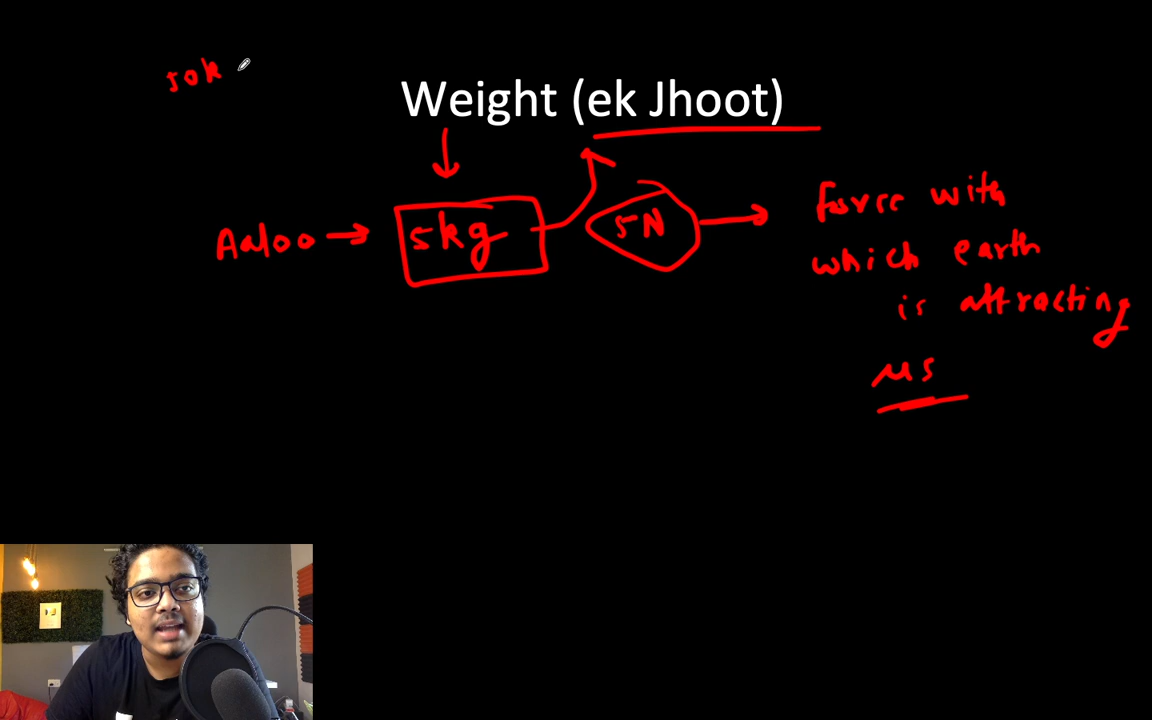 50k
Weight (ek Jhoot)
Aaloo → 5kg 5N → force with
which earth
is attracting
us